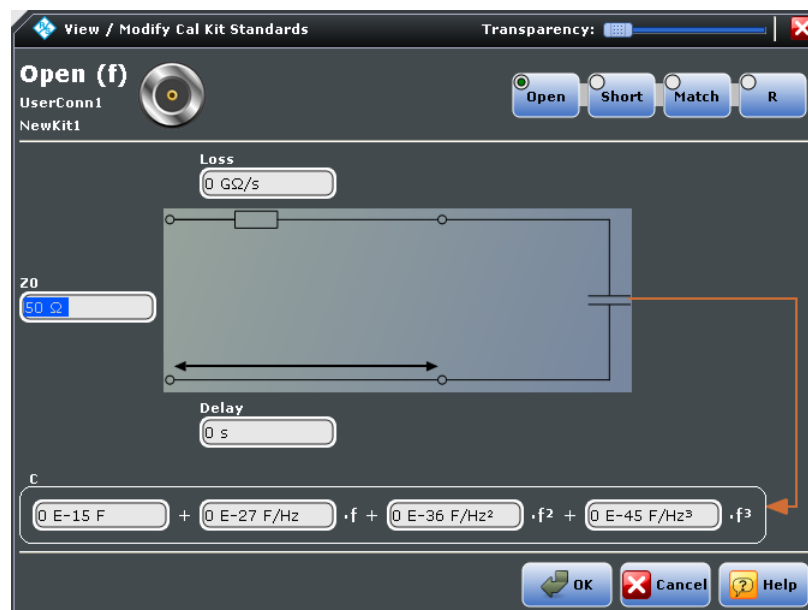 View / Modify Cal Kit Standards
Transparency:
Open (f)
UserConn1
NewKit1
Open
Short
Match
R
Loss
0 GΩ/s
Z0
50 Ω
Delay
0 s
C
0 E-15 F + 0 E-27 F/Hz ·f + 0 E-36 F/Hz² ·f² + 0 E-45 F/Hz³ ·f³
OK
Cancel
Help